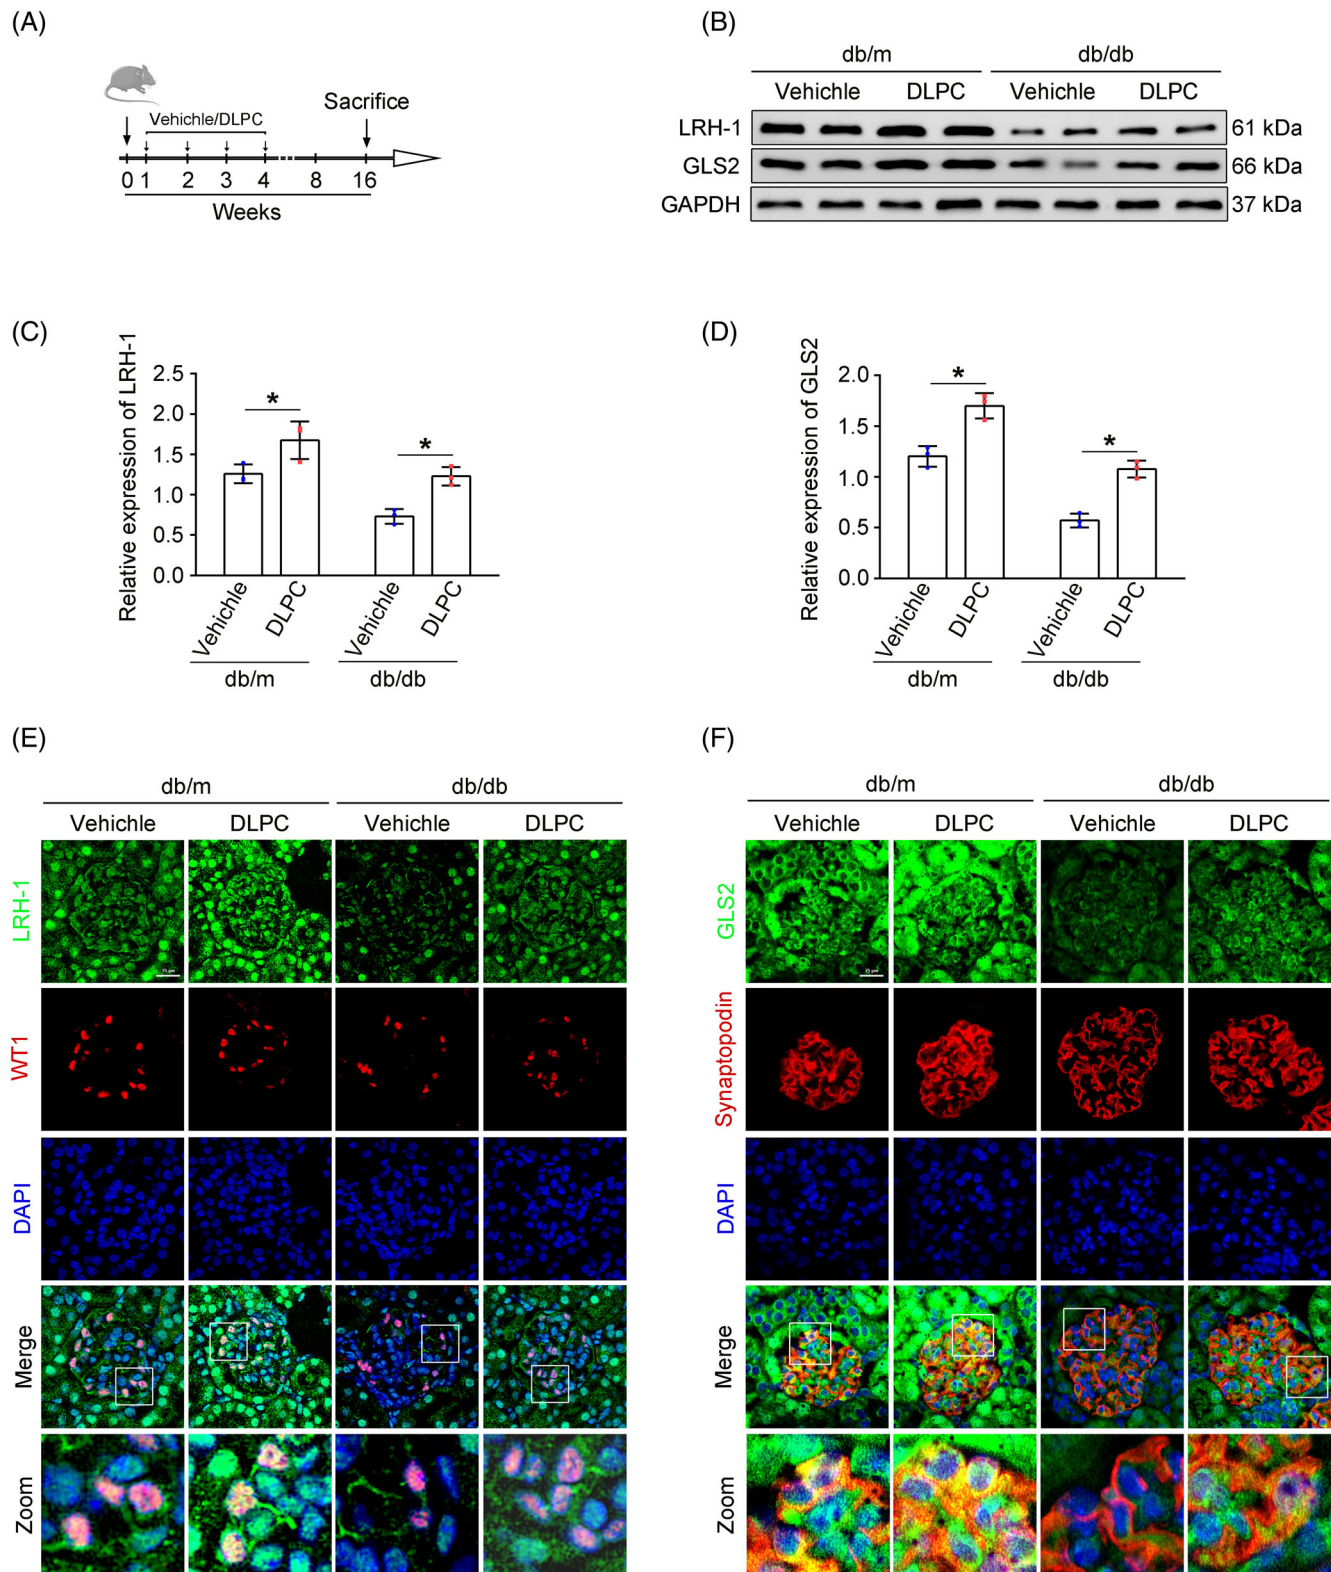 (A)
Vehichle/DLPC
Sacrifice
0 1 2 3 4 8 16
Weeks
(B)
db/m db/db
Vehichle DLPC Vehichle DLPC
LRH-1 61 kDa
GLS2 66 kDa
GAPDH 37 kDa
(C)
Relative expression of LRH-1
2.5
2.0
1.5
1.0
0.5
0.0
* *
Vehichle DLPC Vehichle DLPC
db/m db/db
(D)
Relative expression of GLS2
2.0
1.5
1.0
0.5
0.0
* *
Vehichle DLPC Vehichle DLPC
db/m db/db
(E)
db/m db/db
Vehichle DLPC Vehichle DLPC
LRH-1
25 μm
WT1
DAPI
Merge
Zoom
(F)
db/m db/db
Vehichle DLPC Vehichle DLPC
GLS2
25 μm
Synaptopodin
DAPI
Merge
Zoom